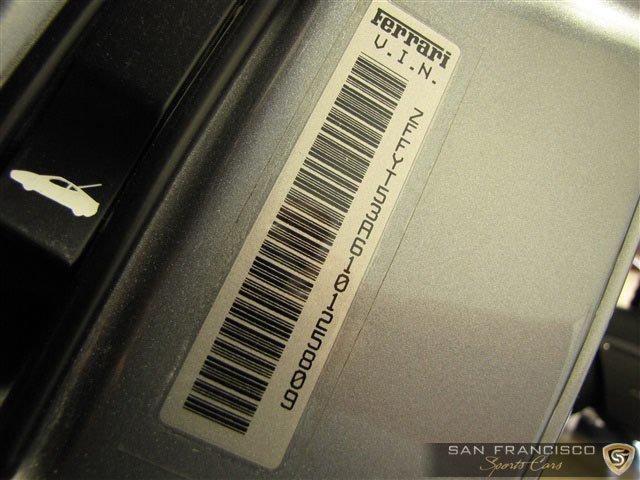 Ferrari
V.I.N.
ZFFYT53A610125809
SAN FRANCISCO
Sports Cars
S